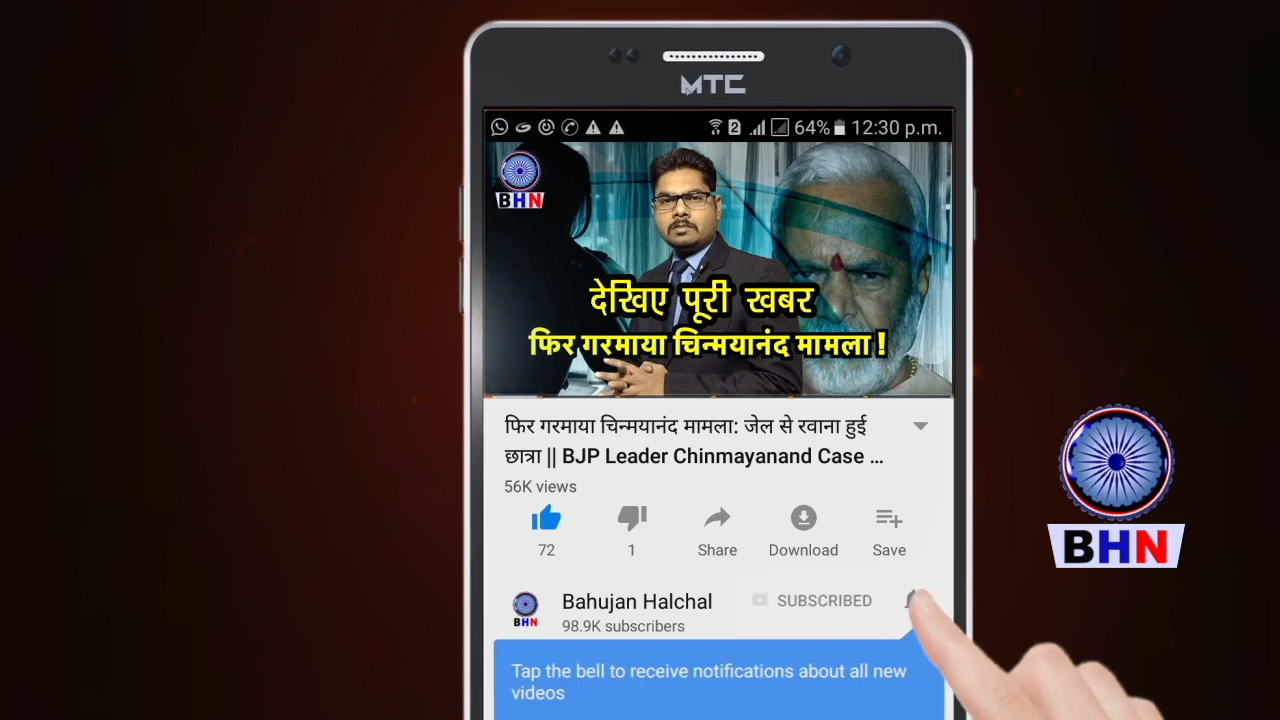 MTC
2
64% 12:30 p.m.
BHN
देखिए पूरी खबर
फिर गरमाया चिन्मयानंद मामला !
फिर गरमाया चिन्मयानंद मामला: जेल से रवाना हुई
छात्रा || BJP Leader Chinmayanand Case ...
56K views
72
1
Share
Download
Save
BHN
Bahujan Halchal
SUBSCRIBED
98.9K subscribers
BHN
Tap the bell to receive notifications about all new
videos